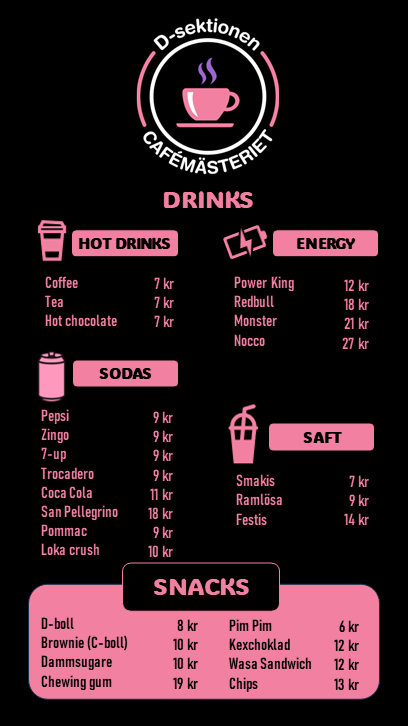 D-sektionen
CAFÉMÄSTERIET
DRINKS
HOT DRINKS
Coffee 7 kr
Tea 7 kr
Hot chocolate 7 kr
ENERGY
Power King 12 kr
Redbull 18 kr
Monster 21 kr
Nocco 27 kr
SODAS
Pepsi 9 kr
Zingo 9 kr
7-up 9 kr
Trocadero 9 kr
Coca Cola 11 kr
San Pellegrino 18 kr
Pommac 9 kr
Loka crush 10 kr
SAFT
Smakis 7 kr
Ramlösa 9 kr
Festis 14 kr
SNACKS
D-boll 8 kr
Brownie (C-boll) 10 kr
Dammsugare 10 kr
Chewing gum 19 kr
Pim Pim 6 kr
Kexchoklad 12 kr
Wasa Sandwich 12 kr
Chips 13 kr